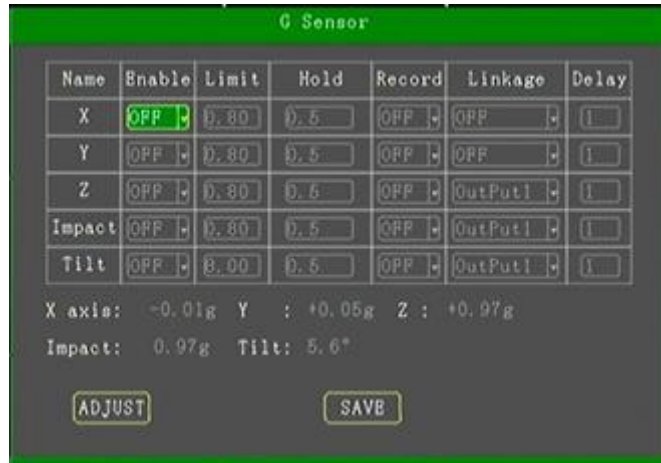 G Sensor
Name Enable Limit Hold Record Linkage Delay
X OFF 0.80 0.5 OFF OFF 1
Y OFF 0.80 0.5 OFF OFF 1
Z OFF 0.80 0.5 OFF OutPut1 1
Impact OFF 0.80 0.5 OFF OutPut1 1
Tilt OFF 8.00 0.5 OFF OutPut1 1
X axis: -0.01g Y : +0.05g Z : +0.97g
Impact: 0.97g Tilt: 5.6°
ADJUST SAVE